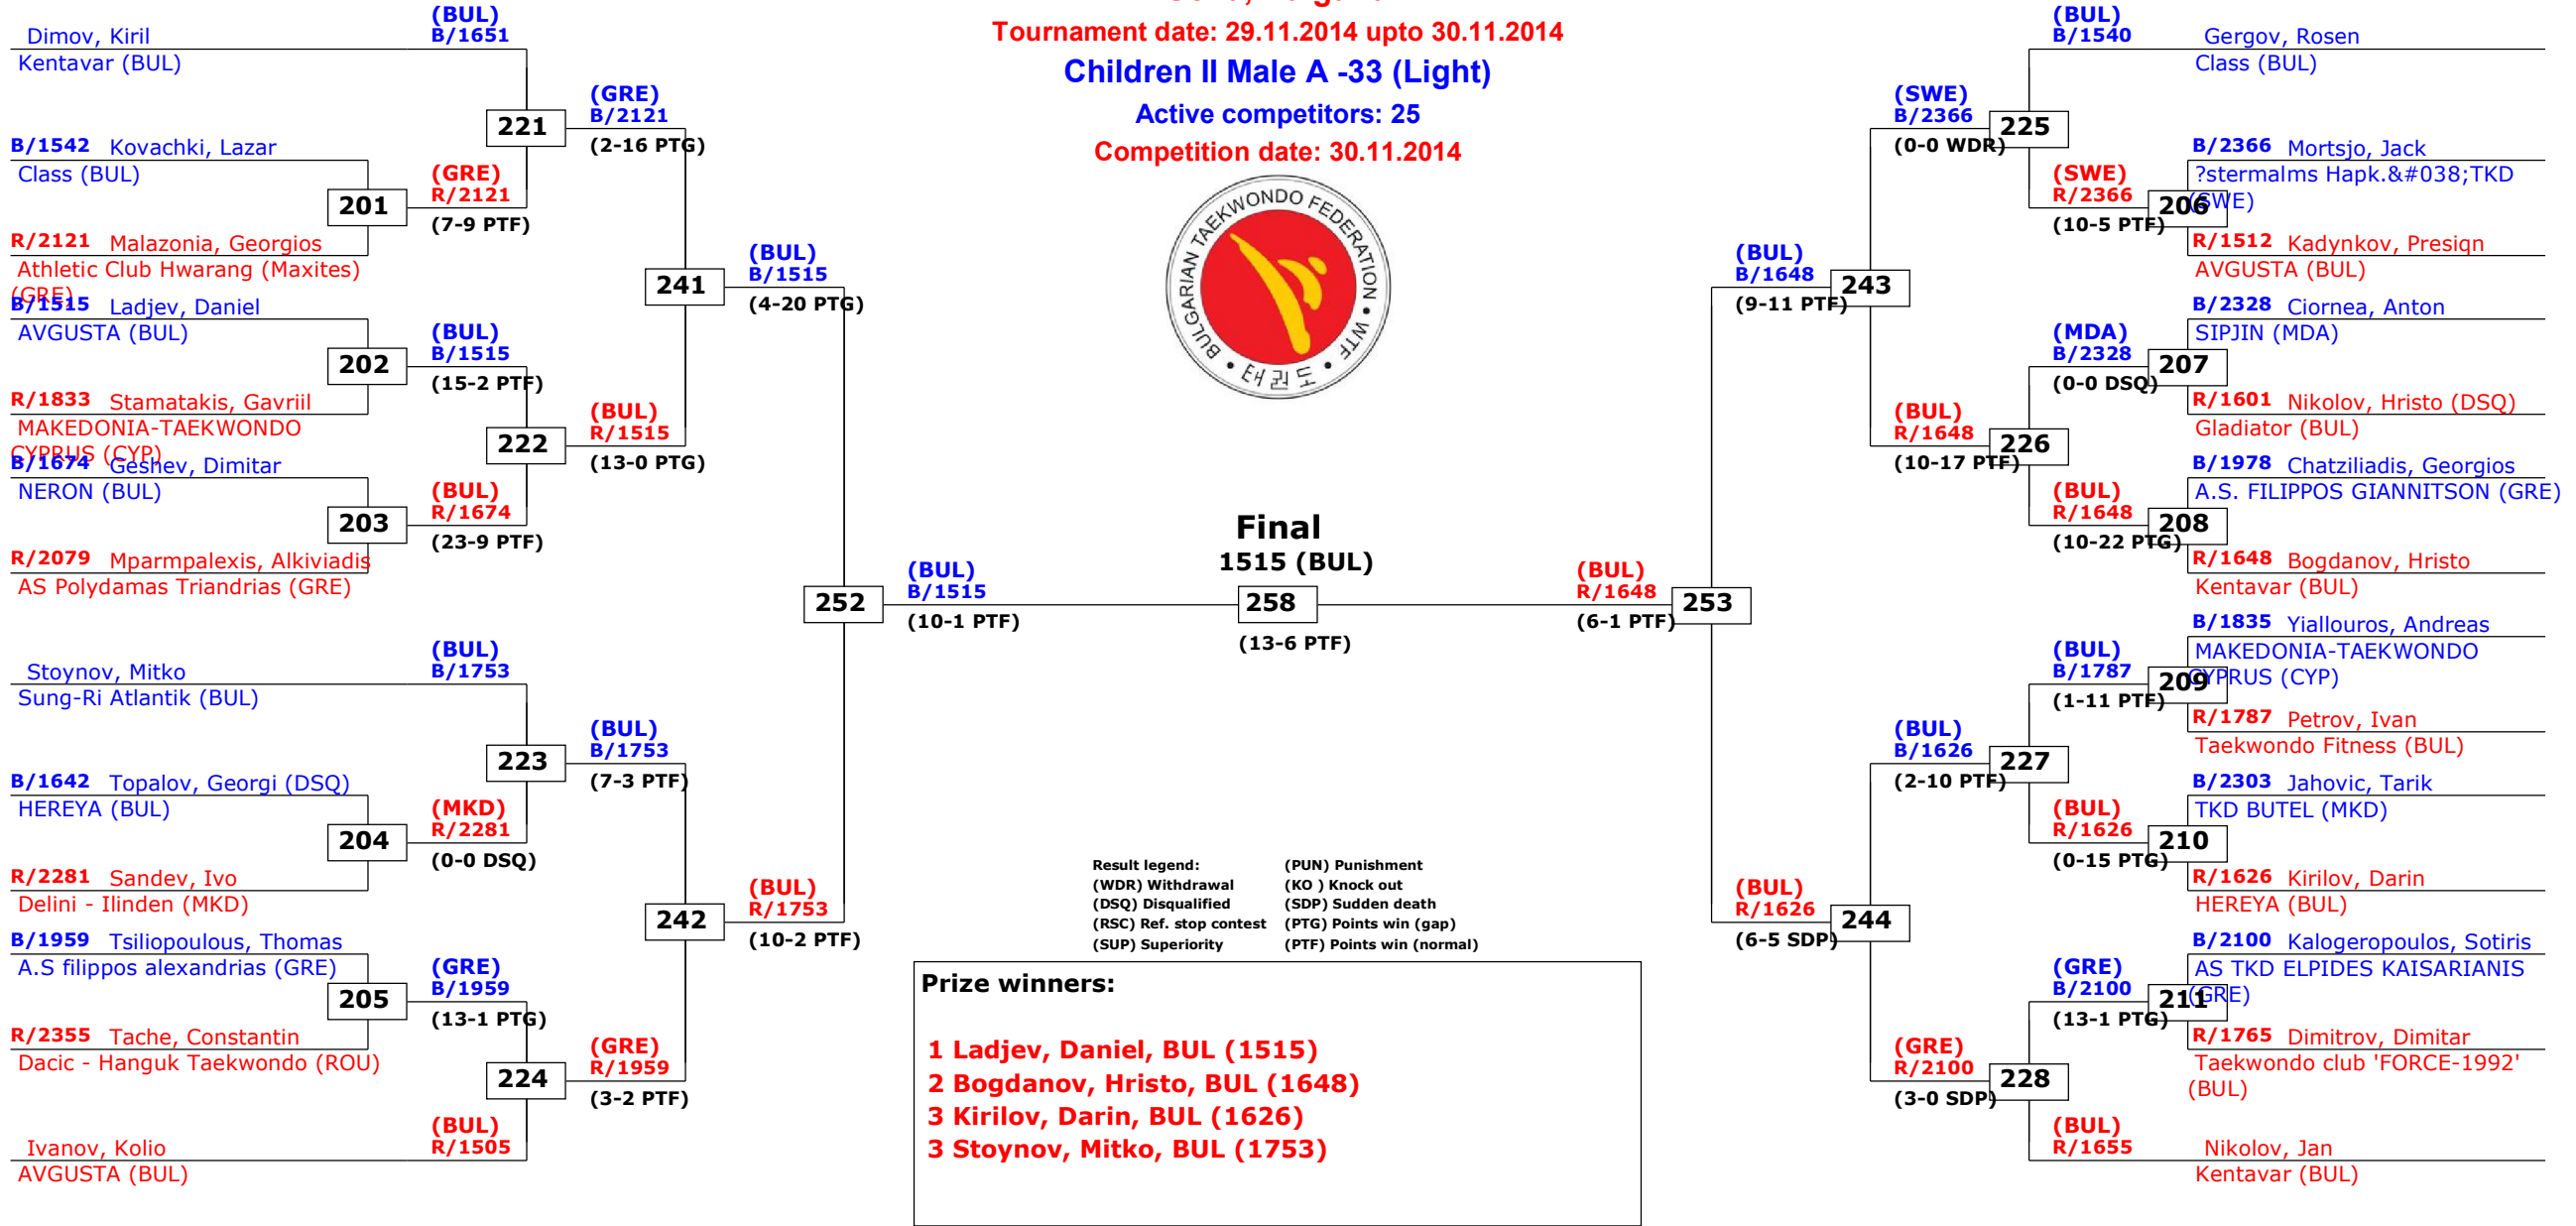 Tournament date: 29.11.2014 upto 30.11.2014
Children II Male A -33 (Light)
Active competitors: 25
Competition date: 30.11.2014
BULGARIAN TAEKWONDO FEDERATION • WTF • 태권도 •
Dimov, Kiril
Kentavar (BUL)
(BUL)
B/1651
B/1542 Kovachki, Lazar
Class (BUL)
201
R/2121 Malazonia, Georgios
Athletic Club Hwarang (Maxites)
(GRE)
(GRE)
R/2121
(7-9 PTF)
221
(GRE)
B/2121
(2-16 PTG)
B/1515 Ladjev, Daniel
AVGUSTA (BUL)
202
R/1833 Stamatakis, Gavriil
MAKEDONIA-TAEKWONDO
CYPRUS (CYP)
(BUL)
B/1515
(15-2 PTF)
B/1674 Geshev, Dimitar
NERON (BUL)
203
R/2079 Mparmpalexis, Alkiviadis
AS Polydamas Triandrias (GRE)
(BUL)
R/1674
(23-9 PTF)
222
(BUL)
R/1515
(13-0 PTG)
241
(BUL)
B/1515
(4-20 PTG)
Stoynov, Mitko
Sung-Ri Atlantik (BUL)
(BUL)
B/1753
B/1642 Topalov, Georgi (DSQ)
HEREYA (BUL)
204
R/2281 Sandev, Ivo
Delini - Ilinden (MKD)
(MKD)
R/2281
(0-0 DSQ)
223
(BUL)
B/1753
(7-3 PTF)
B/1959 Tsiliopoulous, Thomas
A.S filippos alexandrias (GRE)
205
R/2355 Tache, Constantin
Dacic - Hanguk Taekwondo (ROU)
(GRE)
B/1959
(13-1 PTG)
Ivanov, Kolio
AVGUSTA (BUL)
(BUL)
R/1505
224
(GRE)
R/1959
(3-2 PTF)
242
(BUL)
R/1753
(10-2 PTF)
252
(BUL)
B/1515
(10-1 PTF)
Final
1515 (BUL)
258
(13-6 PTF)
(BUL)
R/1648
(6-1 PTF)
253
(BUL)
B/1648
(9-11 PTF)
243
(SWE)
B/2366
(0-0 WDR)
225
(BUL)
B/1540
Gergov, Rosen
Class (BUL)
(SWE)
R/2366
(10-5 PTF)
206
B/2366 Mortsjo, Jack
?stermalms Hapk.&#038;TKD
(SWE)
R/1512 Kadynkov, Presiqn
AVGUSTA (BUL)
(BUL)
R/1648
(10-17 PTF)
226
(MDA)
B/2328
(0-0 DSQ)
207
B/2328 Ciornea, Anton
SIPJIN (MDA)
R/1601 Nikolov, Hristo (DSQ)
Gladiator (BUL)
(BUL)
R/1648
(10-22 PTG)
208
B/1978 Chatziliadis, Georgios
A.S. FILIPPOS GIANNITSON (GRE)
R/1648 Bogdanov, Hristo
Kentavar (BUL)
(BUL)
R/1626
(6-5 SDP)
244
(BUL)
B/1626
(2-10 PTF)
227
(BUL)
B/1787
(1-11 PTF)
209
B/1835 Yiallouros, Andreas
MAKEDONIA-TAEKWONDO
CYPRUS (CYP)
R/1787 Petrov, Ivan
Taekwondo Fitness (BUL)
(BUL)
R/1626
(0-15 PTG)
210
B/2303 Jahovic, Tarik
TKD BUTEL (MKD)
R/1626 Kirilov, Darin
HEREYA (BUL)
(GRE)
R/2100
(3-0 SDP)
228
(GRE)
B/2100
(13-1 PTG)
211
B/2100 Kalogeropoulos, Sotiris
AS TKD ELPIDES KAISARIANIS
(GRE)
R/1765 Dimitrov, Dimitar
Taekwondo club 'FORCE-1992'
(BUL)
(BUL)
R/1655
Nikolov, Jan
Kentavar (BUL)
Result legend: (PUN) Punishment
(WDR) Withdrawal (KO ) Knock out
(DSQ) Disqualified (SDP) Sudden death
(RSC) Ref. stop contest (PTG) Points win (gap)
(SUP) Superiority (PTF) Points win (normal)
Prize winners:
1 Ladjev, Daniel, BUL (1515)
2 Bogdanov, Hristo, BUL (1648)
3 Kirilov, Darin, BUL (1626)
3 Stoynov, Mitko, BUL (1753)